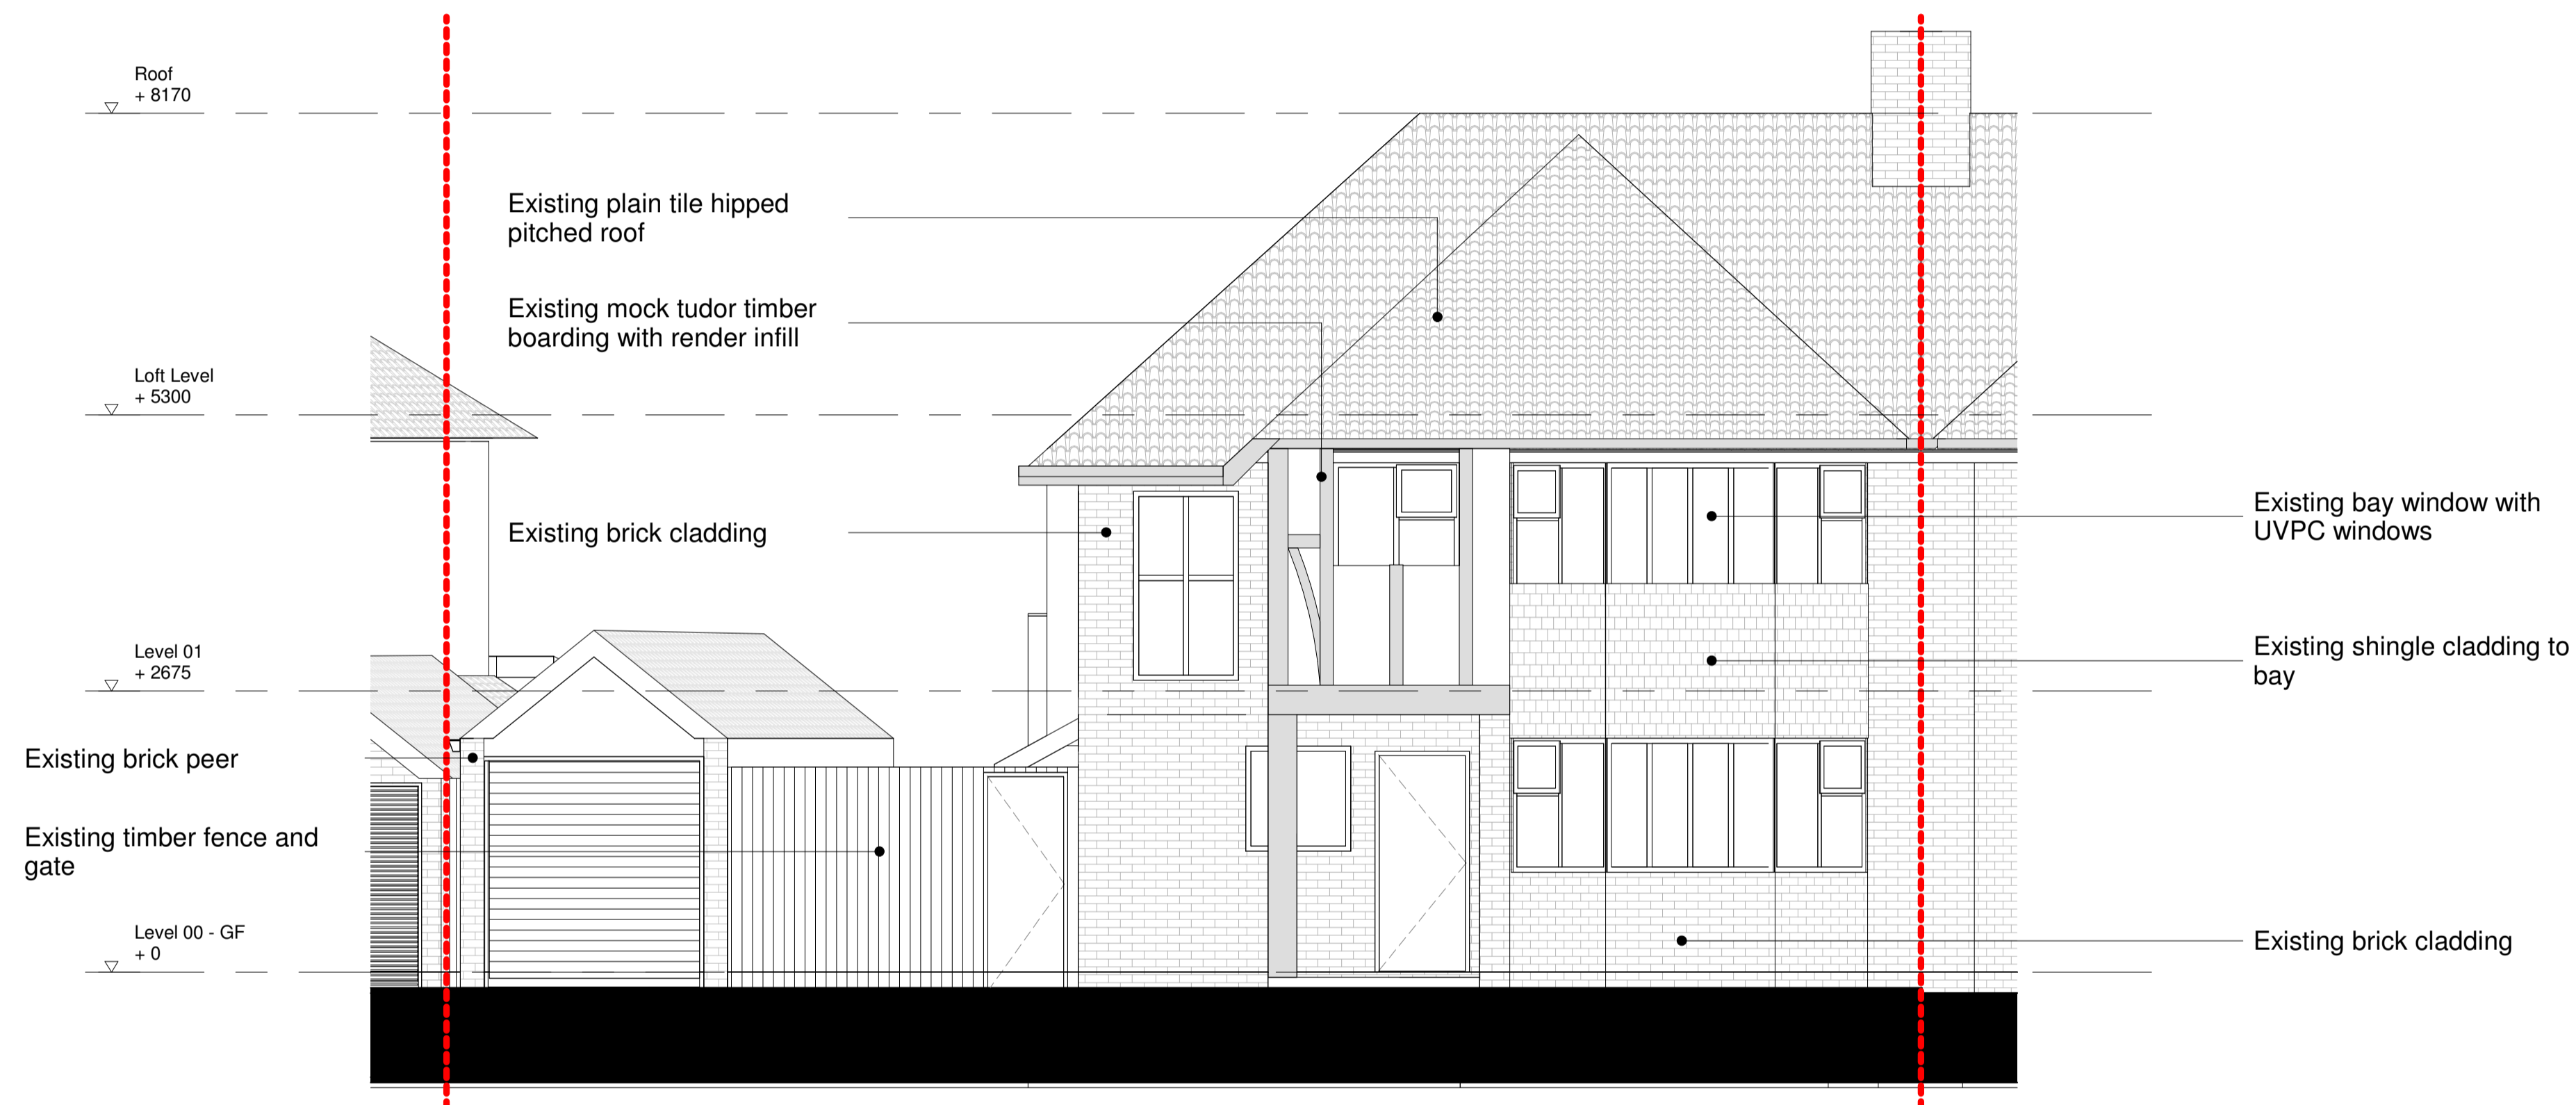 Roof
+ 8170
Existing plain tile hipped
pitched roof
Existing mock tudor timber
boarding with render infill
Loft Level
+ 5300
Existing brick cladding
Existing bay window with
UVPC windows
Level 01
+ 2675
Existing shingle cladding to
bay
Existing brick peer
Existing timber fence and
gate
Level 00 - GF
+ 0
Existing brick cladding